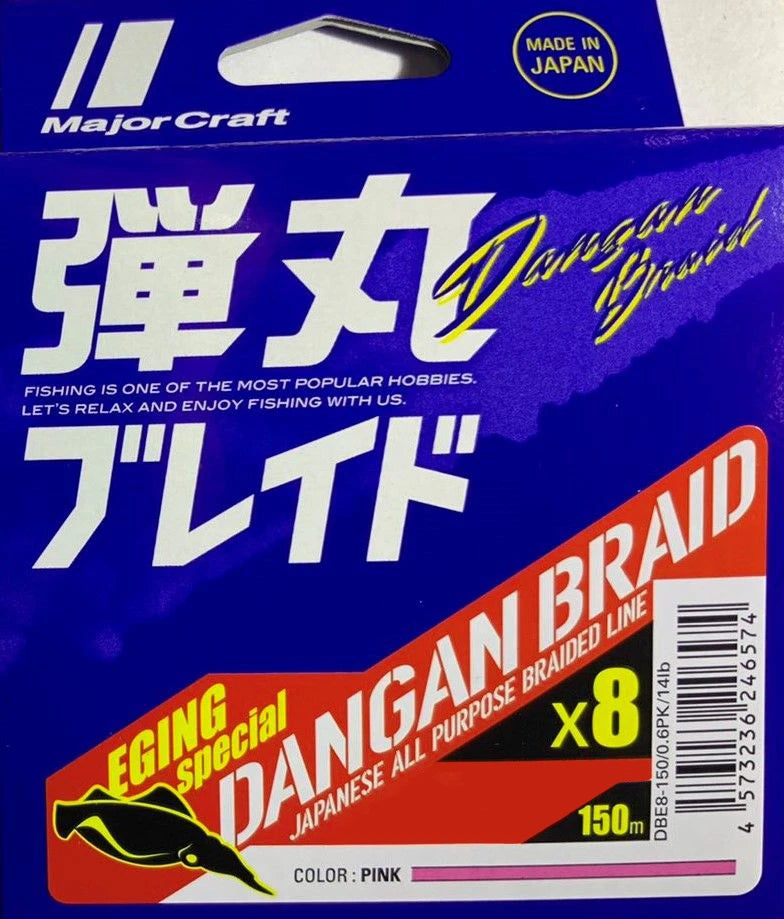 MADE IN
JAPAN
Major Craft
弾丸
Dangan
Braid
FISHING IS ONE OF THE MOST POPULAR HOBBIES.
LET'S RELAX AND ENJOY FISHING WITH US.
ブレイド
EGING
special
DANGAN BRAID
JAPANESE ALL PURPOSE BRAIDED LINE
X8
150m
DBE8-150/0.6PK/14lb
4 573236 246574
COLOR : PINK